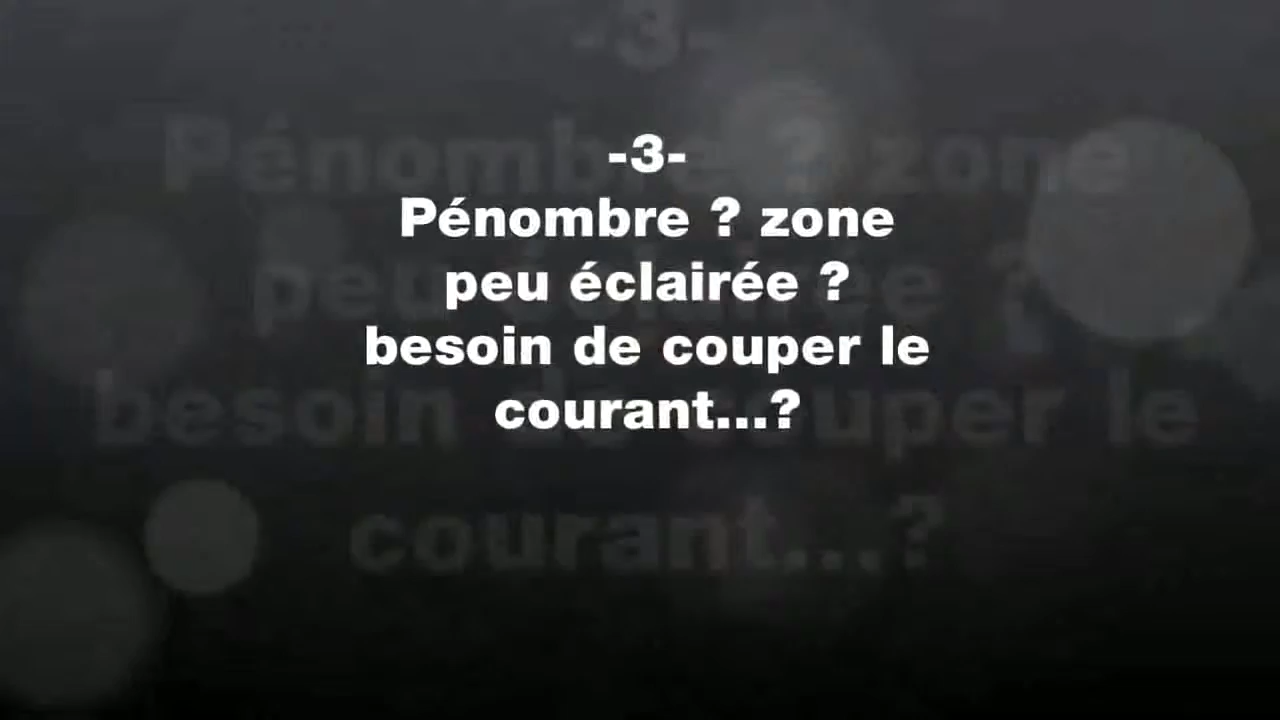 -3-
Pénombre ? zone
peu éclairée ?
besoin de couper le
courant...?